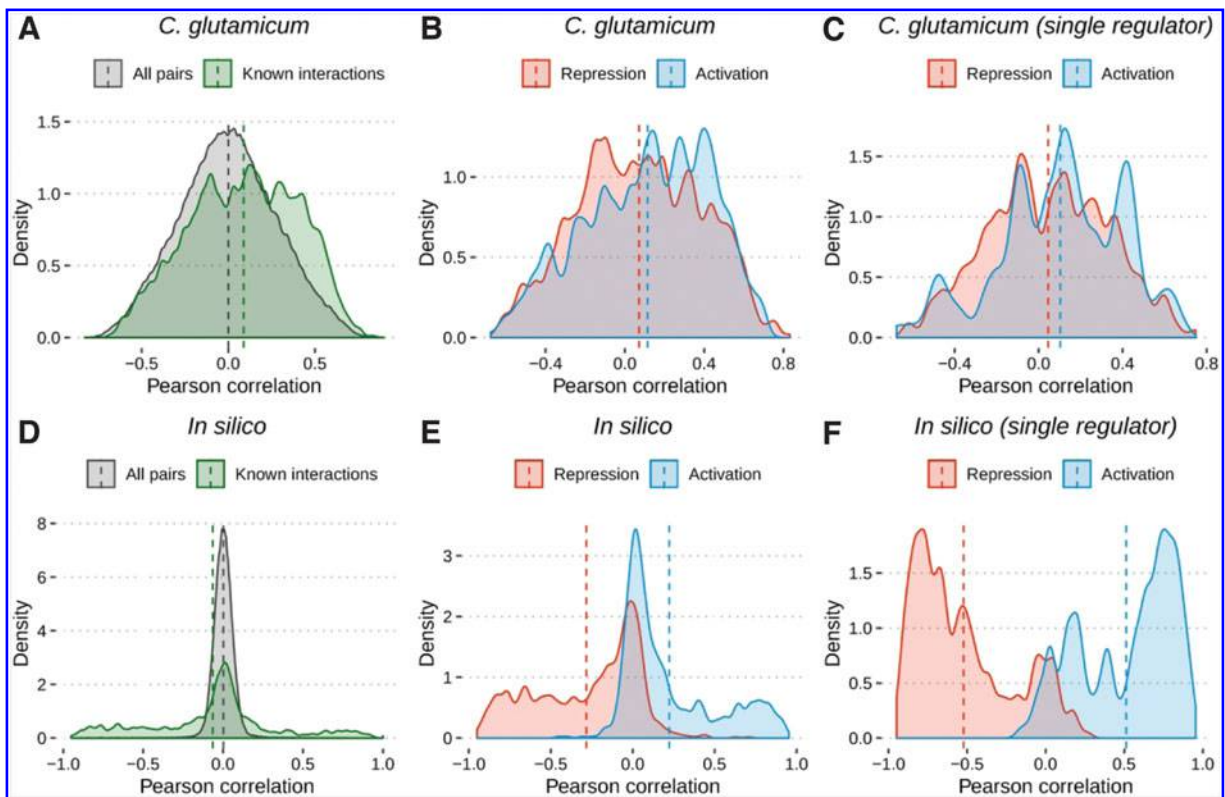 A
C. glutamicum
All pairs
Known interactions
1.5
1.0
0.5
0.0
Density
−0.5
0.0
0.5
Pearson correlation
B
C. glutamicum
Repression
Activation
1.0
0.5
0.0
Density
−0.4
0.0
0.4
Pearson correlation
C
C. glutamicum (single regulator)
Repression
Activation
1.5
1.0
0.5
0.0
Density
−0.4
0.0
0.4
0.8
Pearson correlation
D
In silico
All pairs
Known interactions
8
6
4
2
0
Density
−1.0
−0.5
0.0
0.5
1.0
Pearson correlation
E
In silico
Repression
Activation
3
2
1
0
Density
−1.0
−0.5
0.0
0.5
1.0
Pearson correlation
F
In silico (single regulator)
Repression
Activation
1.5
1.0
0.5
0.0
Density
−1.0
−0.5
0.0
0.5
1.0
Pearson correlation